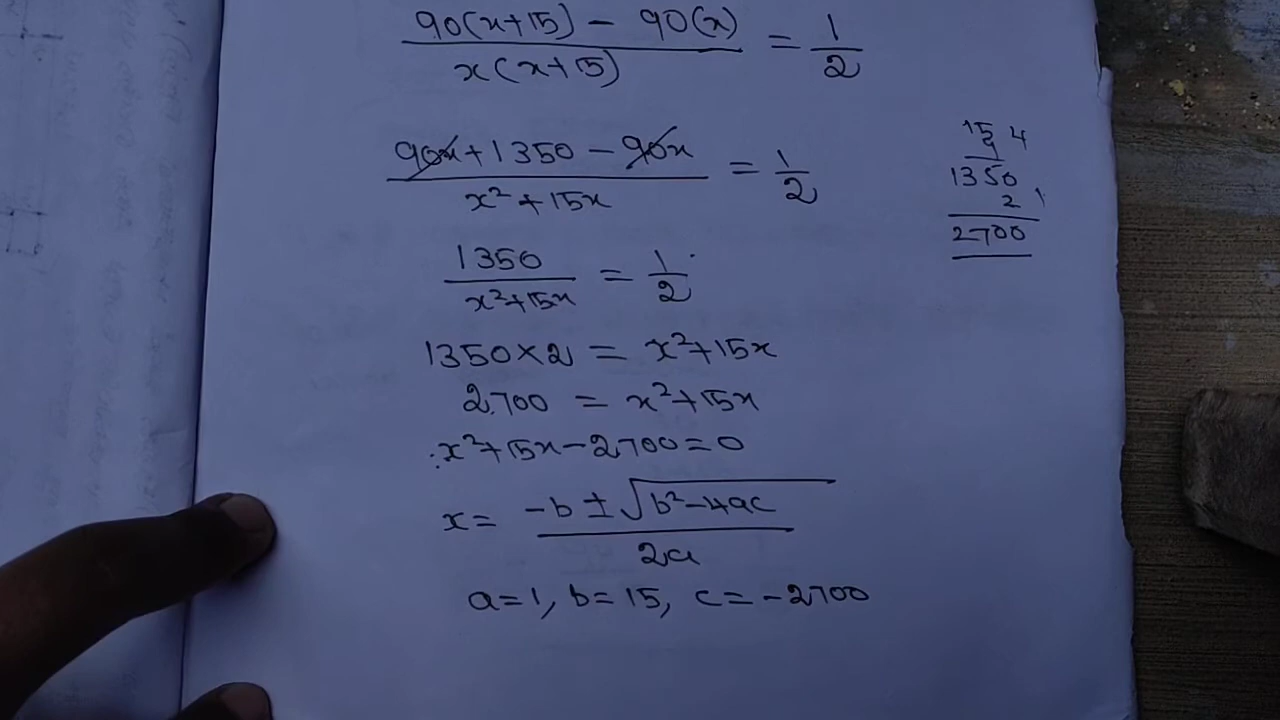 90(x+15) - 90(x) / x(x+15) = 1/2
90x+1350-90x / x²+15x = 1/2
1350 / x²+15x = 1/2
1350×2 = x²+15x
2700 = x²+15x
x²+15x-2700=0
x= -b±√b²-4ac / 2a
a=1, b=15, c=-2700
1350
2
2700